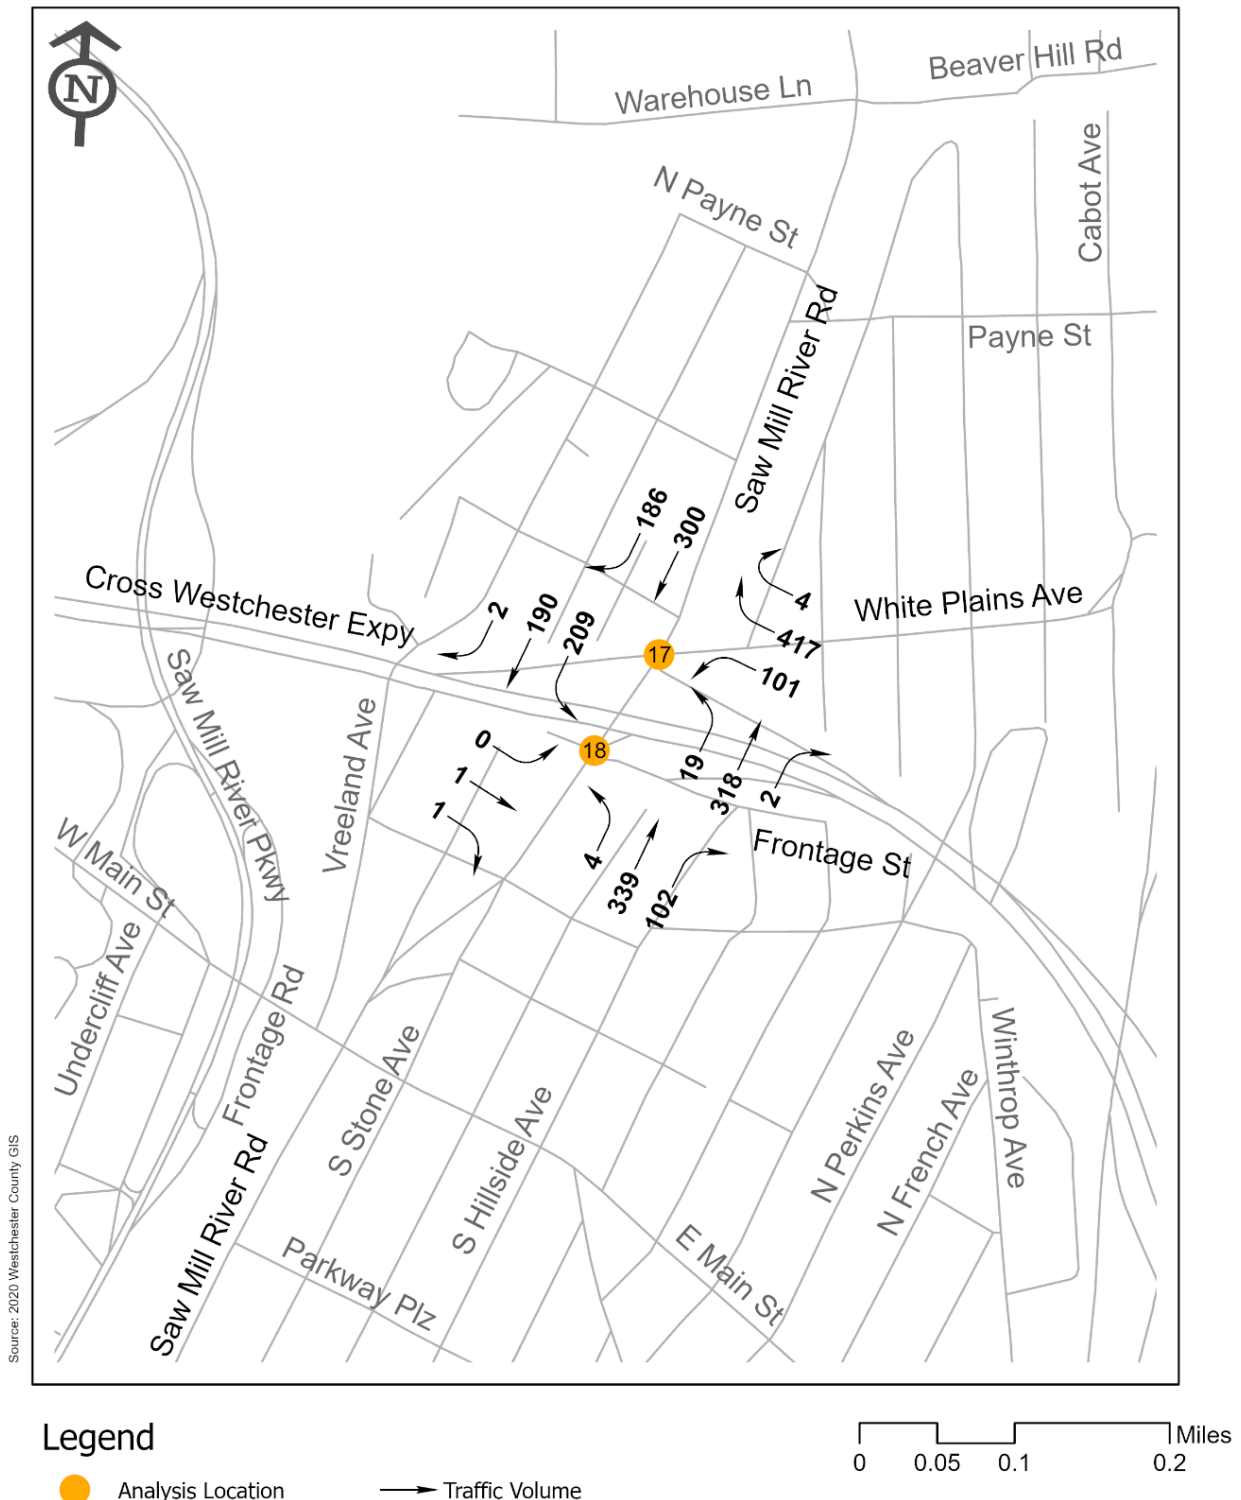 N
Beaver Hill Rd
Warehouse Ln
Cabot Ave
N Payne St
Saw Mill River Rd
Payne St
186
300
Cross Westchester Expy
2
190
209
4
White Plains Ave
417
17
101
Saw Mill River Pkwy
Vreeland Ave
0
18
1
1
19
318
2
W Main St
4
339
102
Frontage St
Undercliff Ave
Frontage Rd
S Stone Ave
S Hillside Ave
N Perkins Ave
N French Ave
Winthrop Ave
Saw Mill River Rd
Parkway Plz
E Main St
Source: 2020 Westchester County GIS
Legend
Analysis Location
Traffic Volume
Miles
0 0.05 0.1 0.2